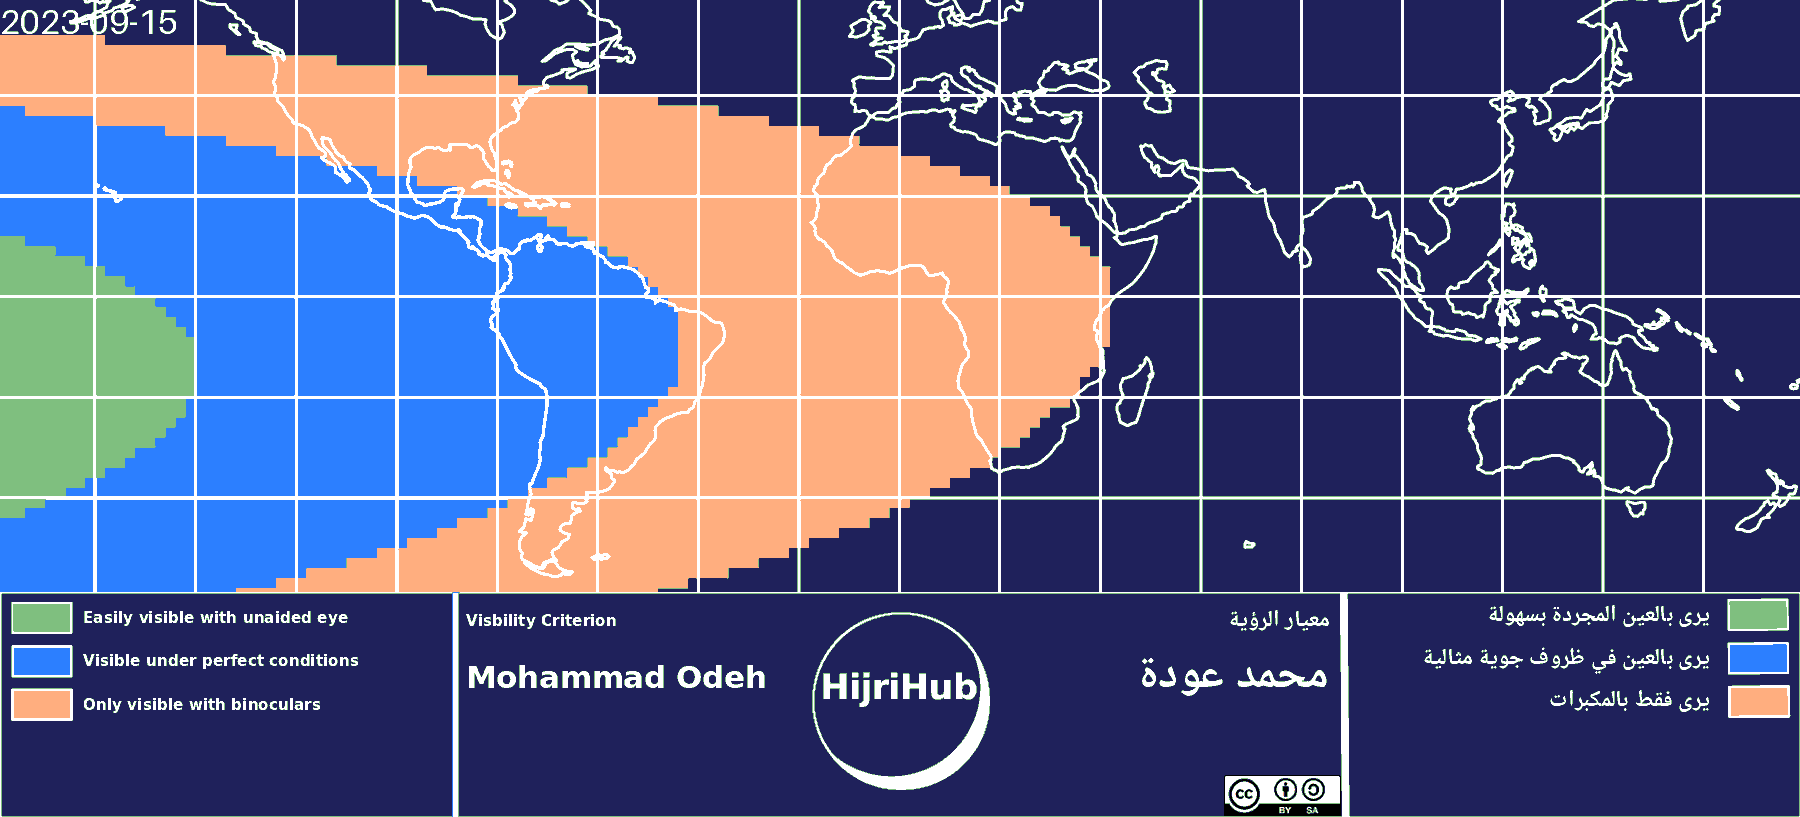 2023-09-15
Easily visible with unaided eye
Visible under perfect conditions
Only visible with binoculars
Visbility Criterion
Mohammad Odeh
HijriHub
معيار الرؤية
محمد عودة
cc
BY SA
يرى بالعين المجردة بسهولة
يرى بالعين في ظروف جوية مثالية
يرى فقط بالمكبرات